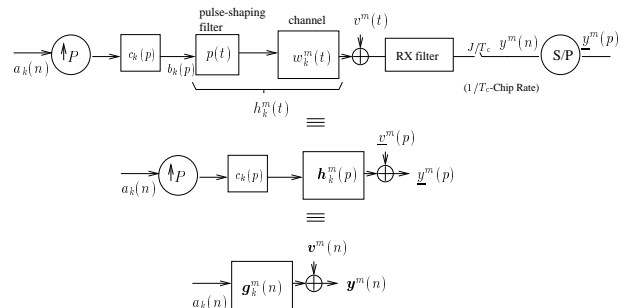 pulse-shaping
filter
channel
v^m(t)
↑P
c_k(p)
p(t)
w_k^m(t)
RX filter
J/T_c
y^m(n)
S/P
y^m(p)
a_k(n)
b_k(p)
(1/T_c-Chip Rate)
h_k^m(t)
≡
v^m(p)
↑P
c_k(p)
h_k^m(p)
y^m(p)
a_k(n)
≡
v^m(n)
g_k^m(n)
y^m(n)
a_k(n)